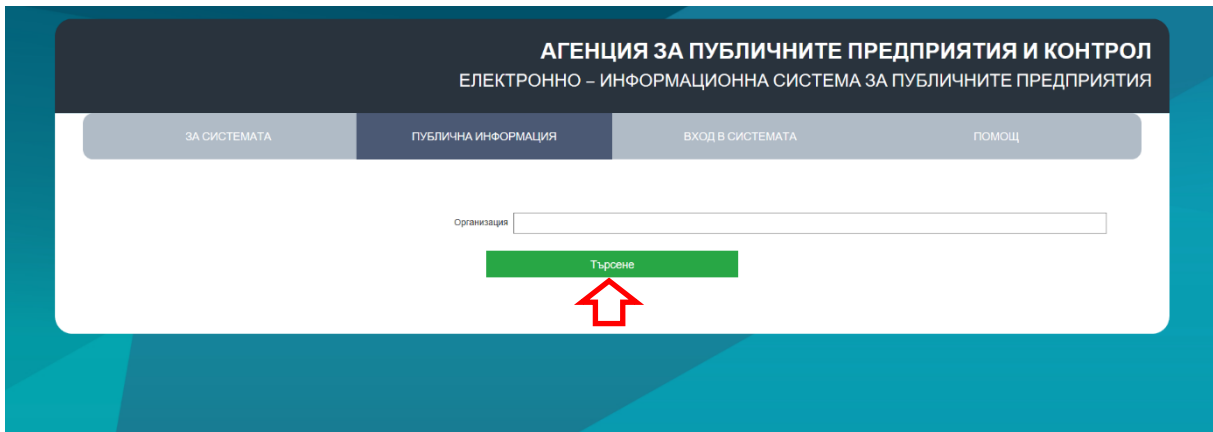 АГЕНЦИЯ ЗА ПУБЛИЧНИТЕ ПРЕДПРИЯТИЯ И КОНТРОЛ
ЕЛЕКТРОННО – ИНФОРМАЦИОННА СИСТЕМА ЗА ПУБЛИЧНИТЕ ПРЕДПРИЯТИЯ
ЗА СИСТЕМАТА ПУБЛИЧНА ИНФОРМАЦИЯ ВХОД В СИСТЕМАТА ПОМОЩ
Организация
Търсене